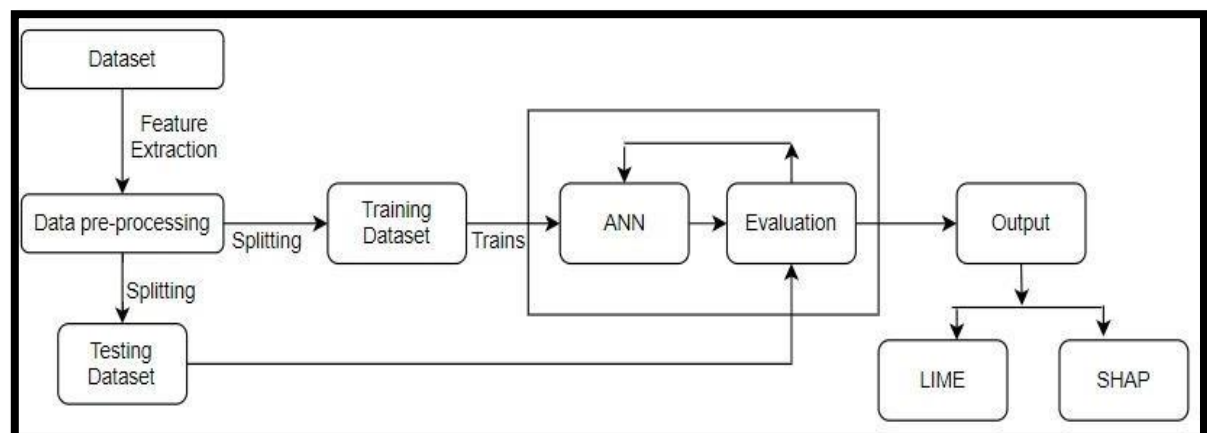 Dataset
Feature
Extraction
Data pre-processing
Splitting
Training
Dataset
Trains
ANN
Evaluation
Output
Splitting
Testing
Dataset
LIME
SHAP